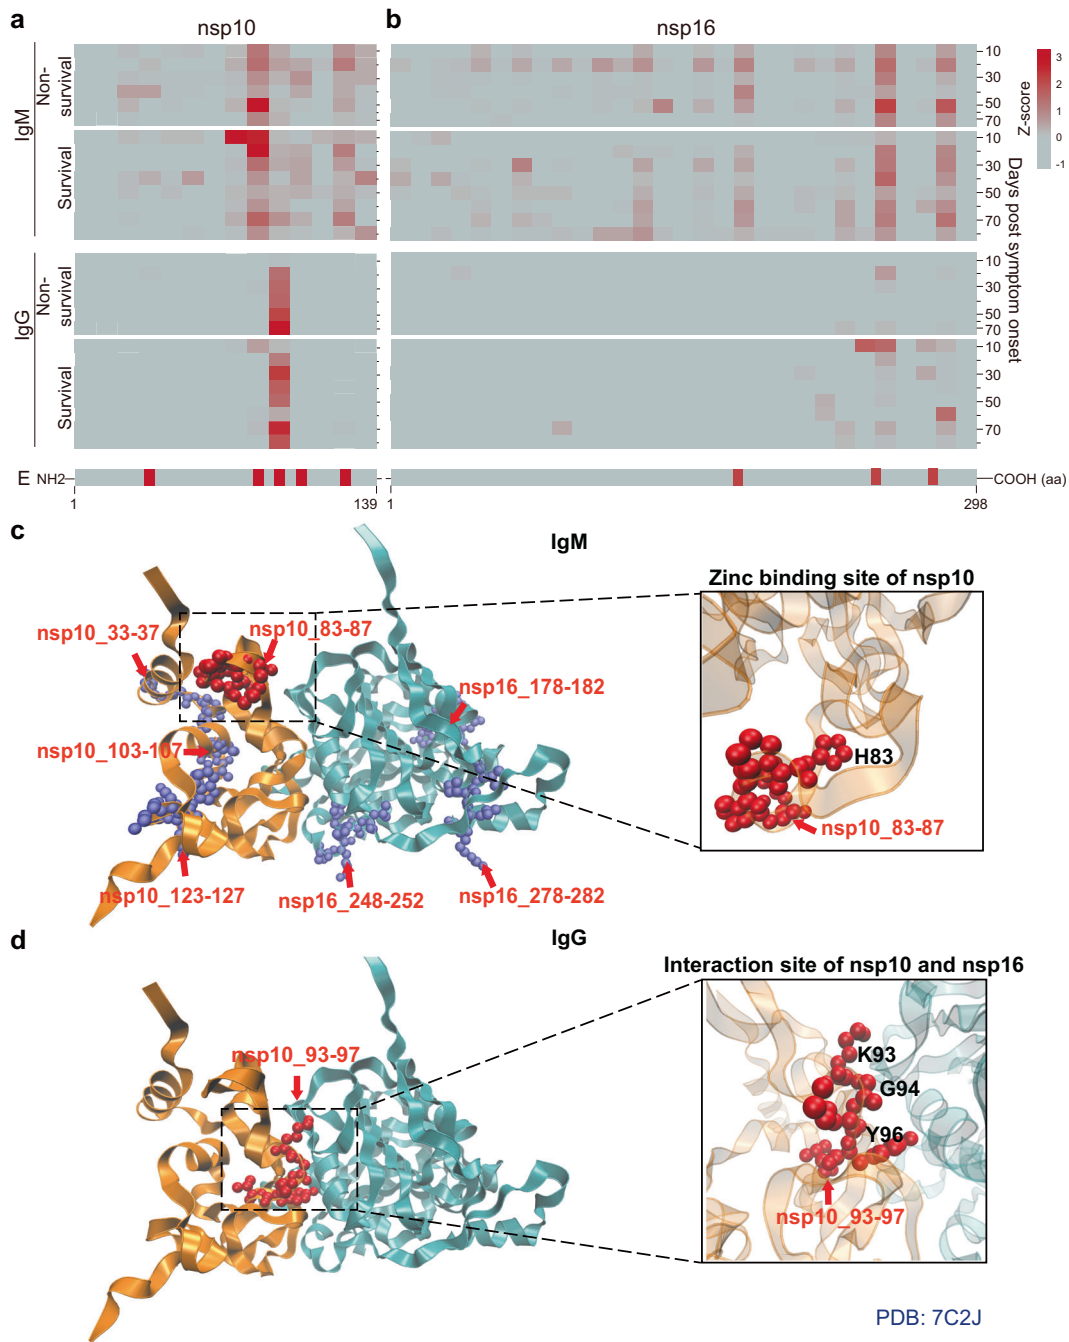 a
b
nsp10
nsp16
IgM
Non-
survival
Survival
IgG
Non-
survival
Survival
10
30
50
70
10
30
50
70
10
30
50
70
10
30
50
70
Days post symptom onset
Z-score
3
2
1
0
-1
E NH2
COOH (aa)
1
139
1
298
c
IgM
Zinc binding site of nsp10
nsp10_33-37
nsp10_83-87
nsp16_178-182
nsp10_103-107
H83
nsp10_83-87
nsp10_123-127
nsp16_248-252
nsp16_278-282
d
IgG
Interaction site of nsp10 and nsp16
nsp10_93-97
K93
G94
Y96
nsp10_93-97
PDB: 7C2J